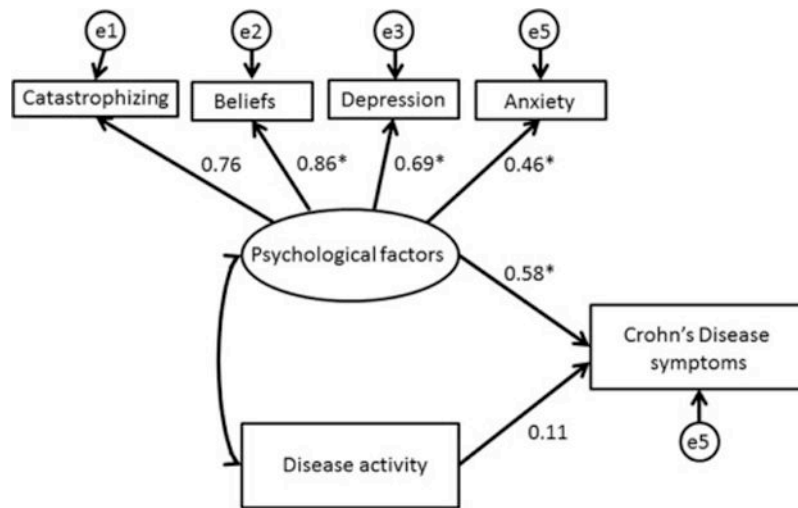 e1
e2
e3
e5
Catastrophizing
Beliefs
Depression
Anxiety
0.76
0.86*
0.69*
0.46*
Psychological factors
0.58*
Crohn’s Disease
symptoms
0.11
e5
Disease activity